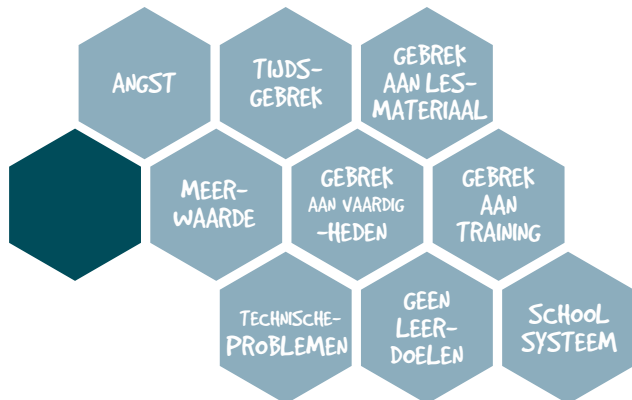 ANGST
TIJDS-
GEBREK
GEBREK
AAN LES-
MATERIAAL
MEER-
WAARDE
GEBREK
AAN VAARDIG
-HEDEN
GEBREK
AAN
TRAINING
TECHNISCHE-
PROBLEMEN
GEEN
LEER-
DOELEN
SCHOOL
SYSTEEM